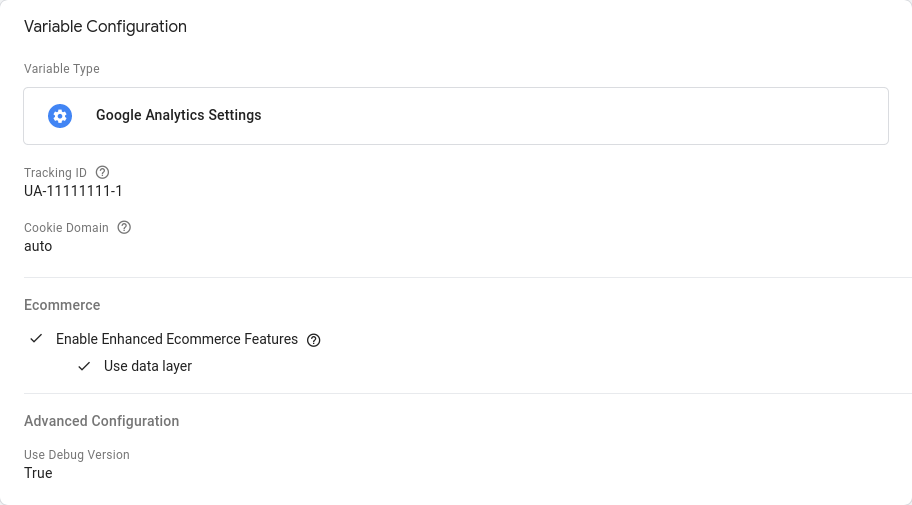 Variable Configuration
Variable Type
Google Analytics Settings
Tracking ID
UA-11111111-1
Cookie Domain
auto
Ecommerce
Enable Enhanced Ecommerce Features
Use data layer
Advanced Configuration
Use Debug Version
True